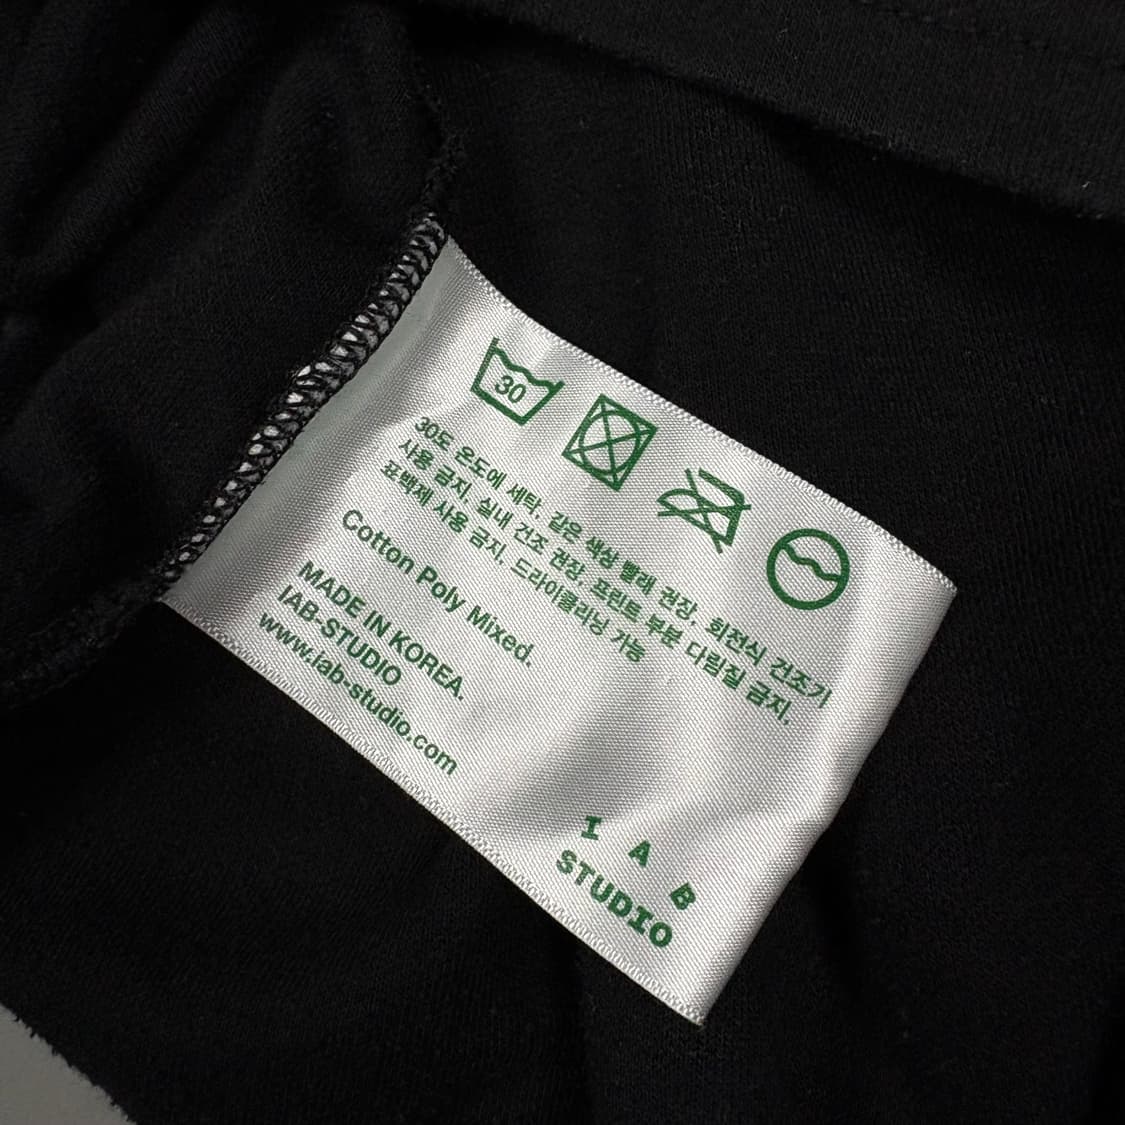 30
30도 온도에 세탁, 같은 색상 빨래 권장, 회전식 건조기
사용 금지, 실내 건조 권장, 프린트 부분 다림질 금지.
표백제 사용 금지, 드라이클리닝 가능
Cotton Poly Mixed.
MADE IN KOREA.
IAB-STUDIO
www.iab-studio.com
I A B
STUDIO